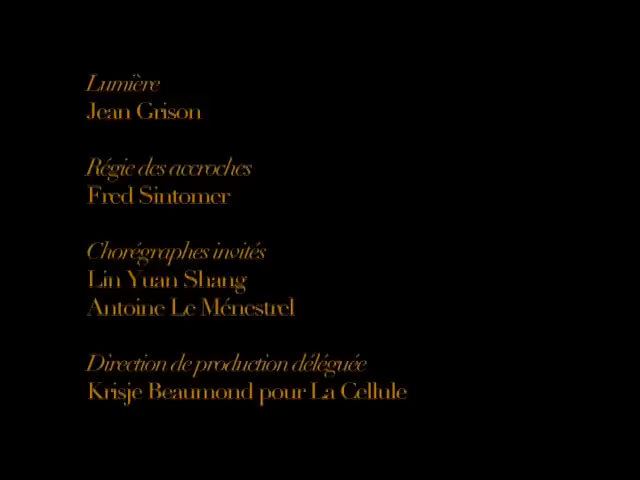 Lumière
Jean Grison
Régie des accroches
Fred Sintomer
Chorégraphes invités
Lin Yuan Shang
Antoine Le Ménestrel
Direction de production déléguée
Krisje Beaumond pour La Cellule